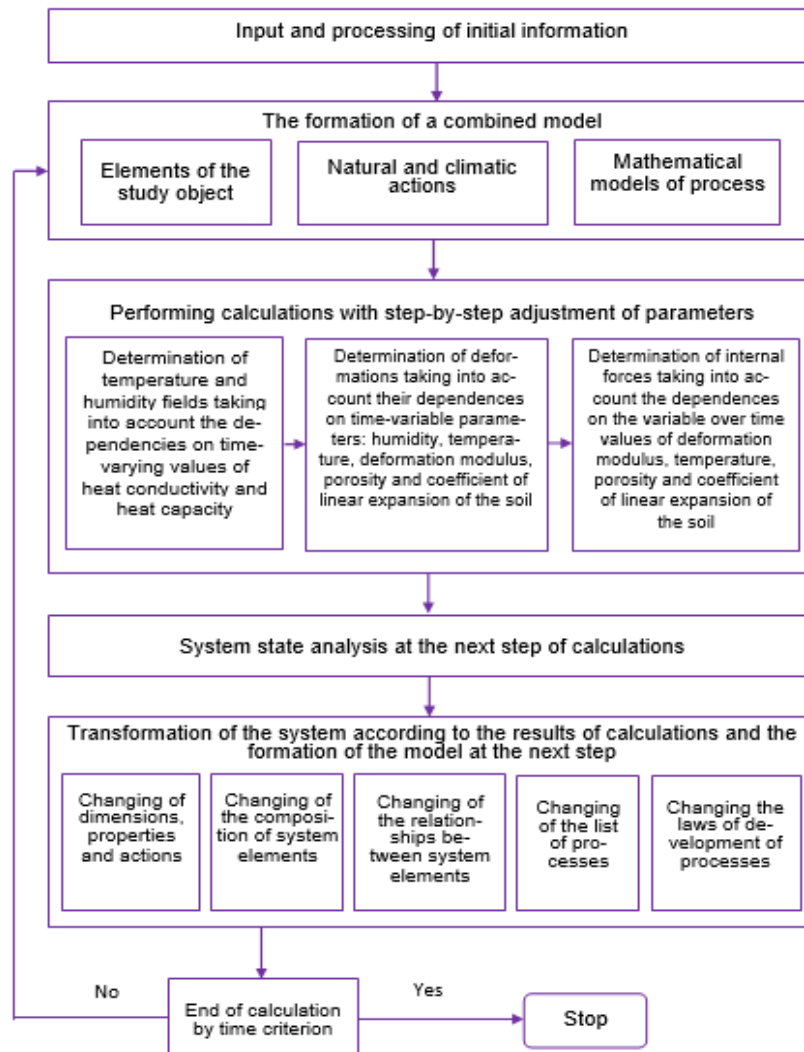 Input and processing of initial information
The formation of a combined model
Elements of the
study object
Natural and climatic
actions
Mathematical
models of process
Performing calculations with step-by-step adjustment of parameters
Determination of
temperature and
humidity fields taking
into account the de-
pendencies on time-
varying values of
heat conductivity and
heat capacity
Determination of defor-
mations taking into ac-
count their dependences
on time-variable parame-
ters: humidity, tempera-
ture, deformation modulus,
porosity and coefficient of
linear expansion of the soil
Determination of internal
forces taking into ac-
count the dependences
on the variable over time
values of deformation
modulus, temperature,
porosity and coefficient
of linear expansion of
the soil
System state analysis at the next step of calculations
Transformation of the system according to the results of calculations and the
formation of the model at the next step
Changing of
dimensions,
properties
and actions
Changing of
the composi-
tion of system
elements
Changing of
the relation-
ships be-
tween system
elements
Changing
of the list
of pro-
cesses
Changing the
laws of de-
velopment of
processes
No
End of calculation
by time criterion
Yes
Stop